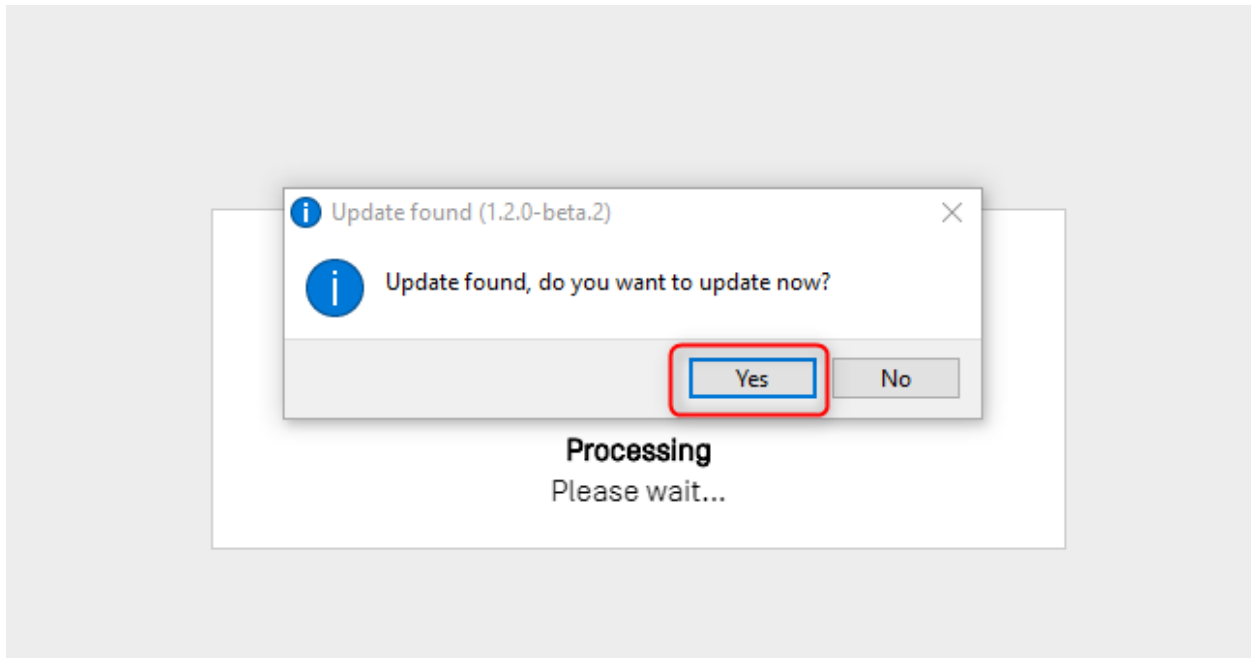 Update found (1.2.0-beta.2)
Update found, do you want to update now?
Yes No
Processing
Please wait...